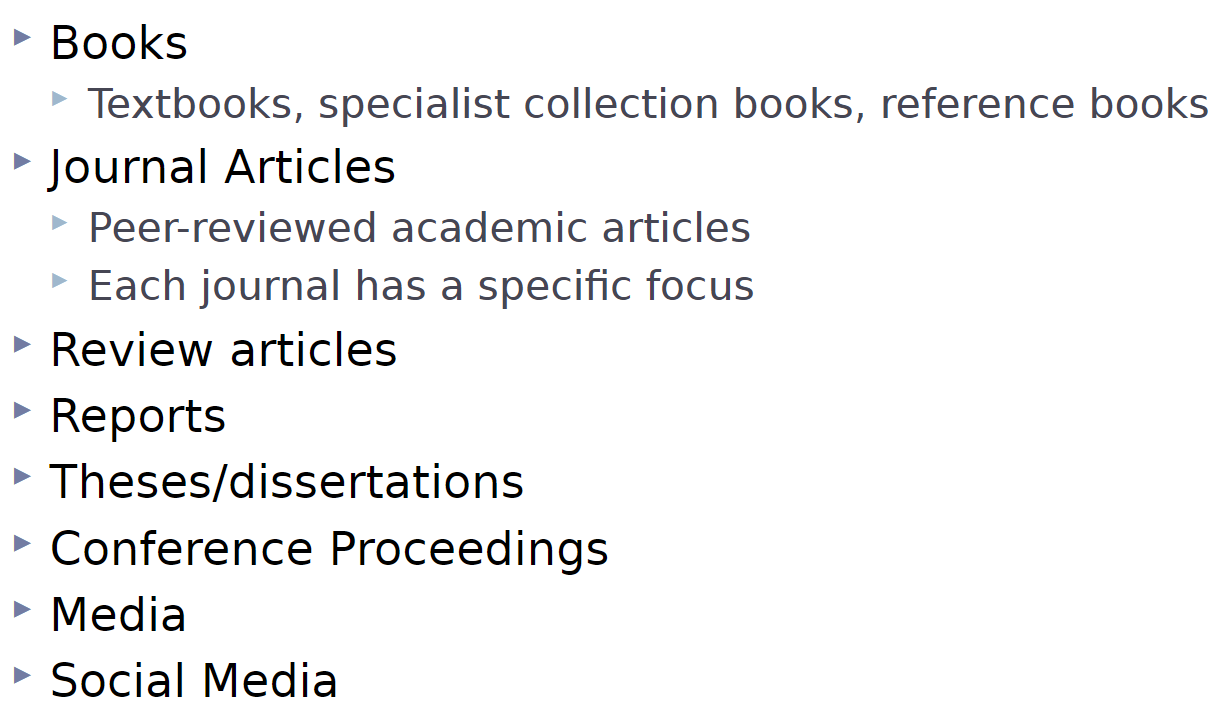 Books
Textbooks, specialist collection books, reference books
Journal Articles
Peer-reviewed academic articles
Each journal has a specific focus
Review articles
Reports
Theses/dissertations
Conference Proceedings
Media
Social Media